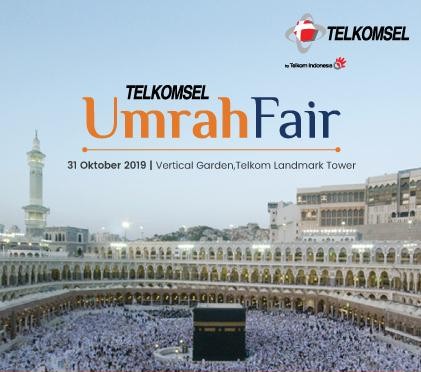 TELKOMSEL
by Telkom Indonesia
TELKOMSEL
UmrahFair
31 Oktober 2019 | Vertical Garden,Telkom Landmark Tower